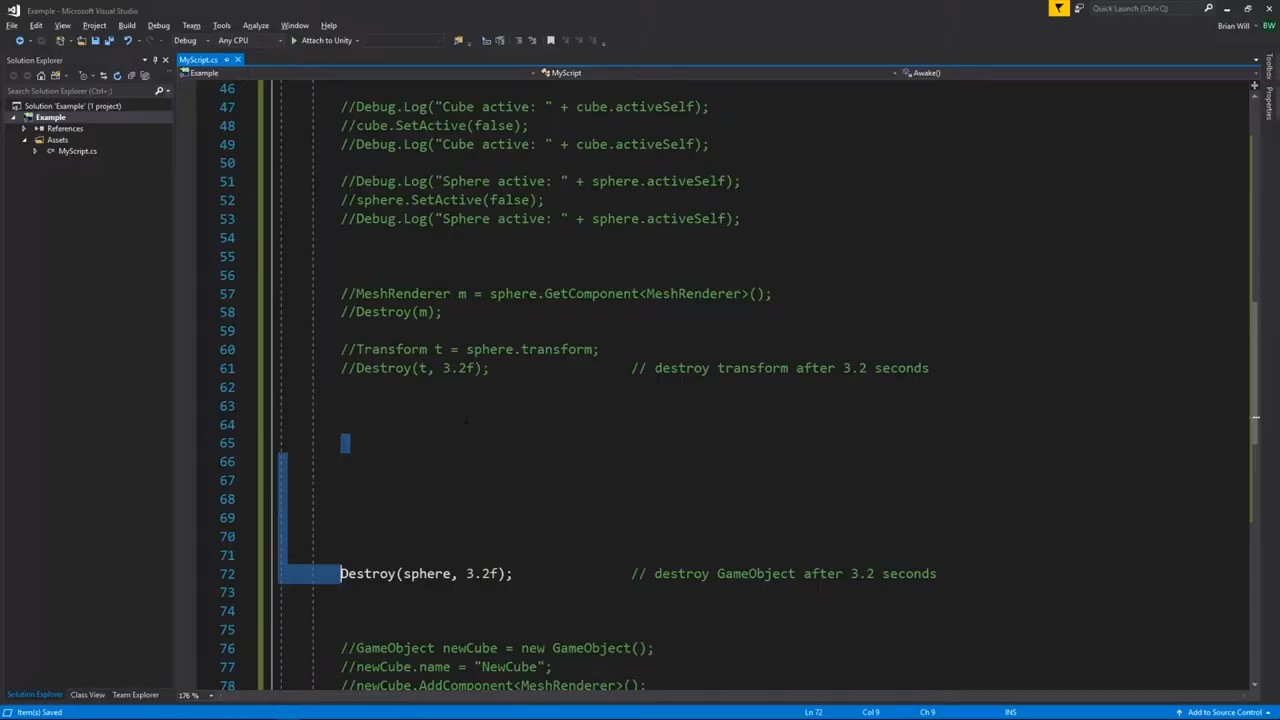 Example - Microsoft Visual Studio
Quick Launch (Ctrl+Q)
File Edit View Project Build Debug Team Tools Analyze Window Help
Brian Will BW
Debug Any CPU Attach to Unity
Solution Explorer
MyScript.cs
Example MyScript Awake()
Search Solution Explorer (Ctrl+;)
Solution 'Example' (1 project)
Example
References
Assets
MyScript.cs
Toolbox
Properties
46
47 //Debug.Log("Cube active: " + cube.activeSelf);
48 //cube.SetActive(false);
49 //Debug.Log("Cube active: " + cube.activeSelf);
50
51 //Debug.Log("Sphere active: " + sphere.activeSelf);
52 //sphere.SetActive(false);
53 //Debug.Log("Sphere active: " + sphere.activeSelf);
54
55
56
57 //MeshRenderer m = sphere.GetComponent<MeshRenderer>();
58 //Destroy(m);
59
60 //Transform t = sphere.transform;
61 //Destroy(t, 3.2f); // destroy transform after 3.2 seconds
62
63
64
65
66
67
68
69
70
71
72 Destroy(sphere, 3.2f); // destroy GameObject after 3.2 seconds
73
74
75
76 //GameObject newCube = new GameObject();
77 //newCube.name = "NewCube";
78 //newCube.AddComponent<MeshRenderer>();
Solution Explorer Class View Team Explorer
176 %
Item(s) Saved Ln 72 Col 9 Ch 9 INS Add to Source Control